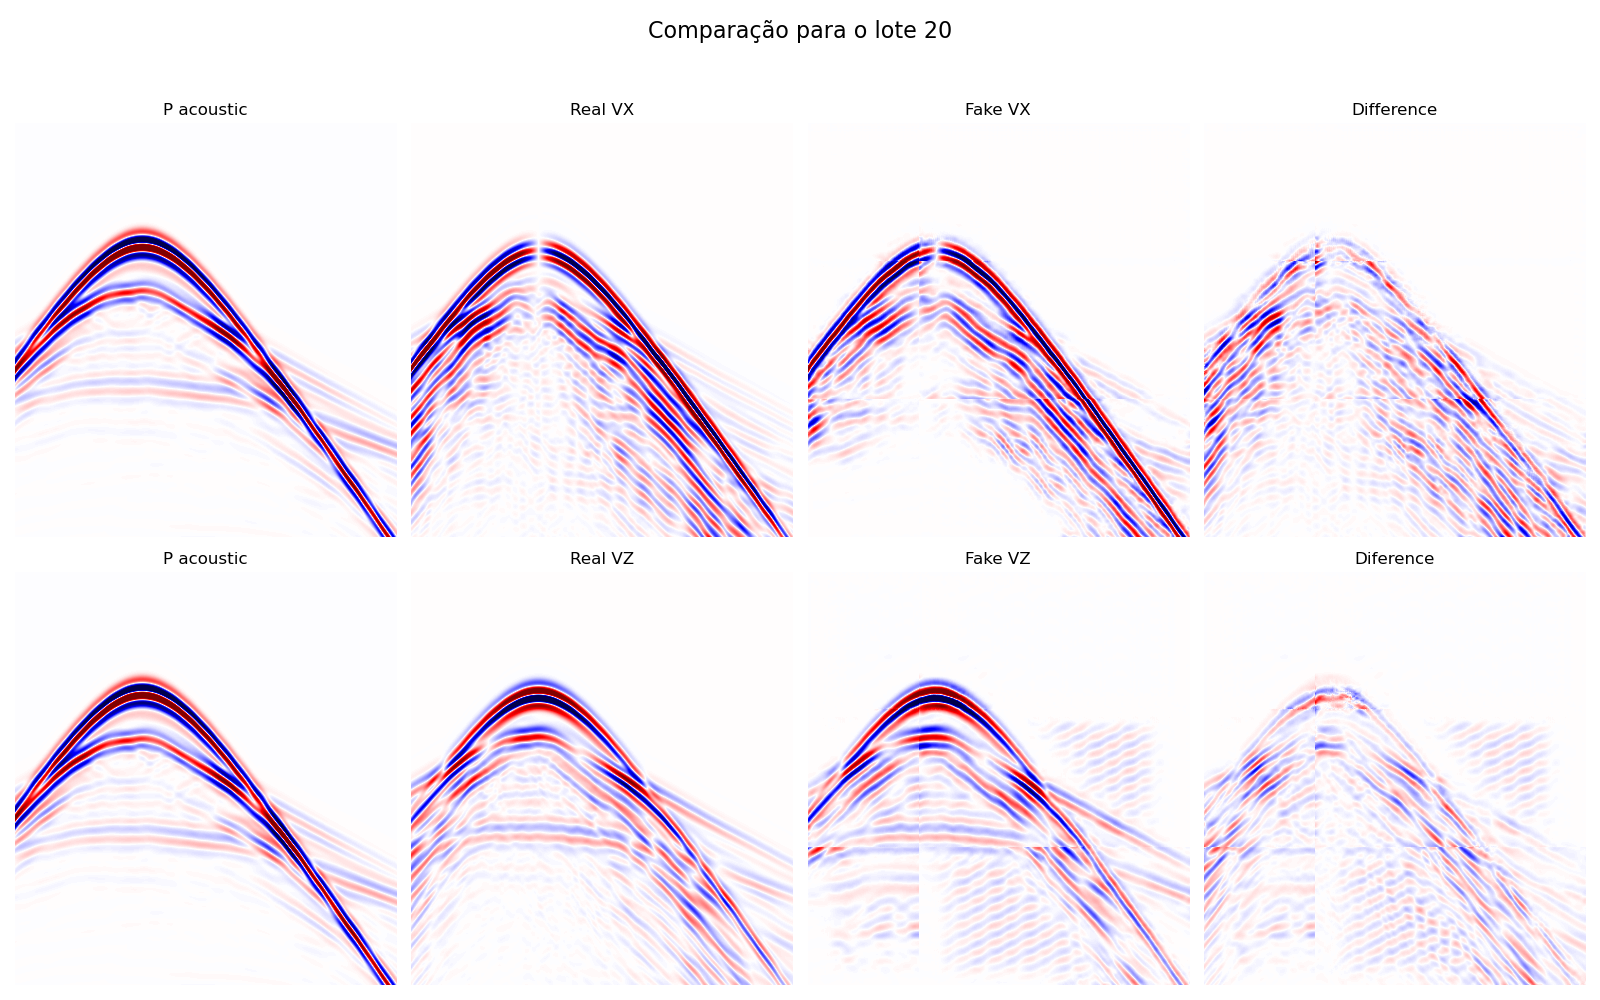 Comparação para o lote 20
P acoustic
Real VX
Fake VX
Difference
P acoustic
Real VZ
Fake VZ
Diference